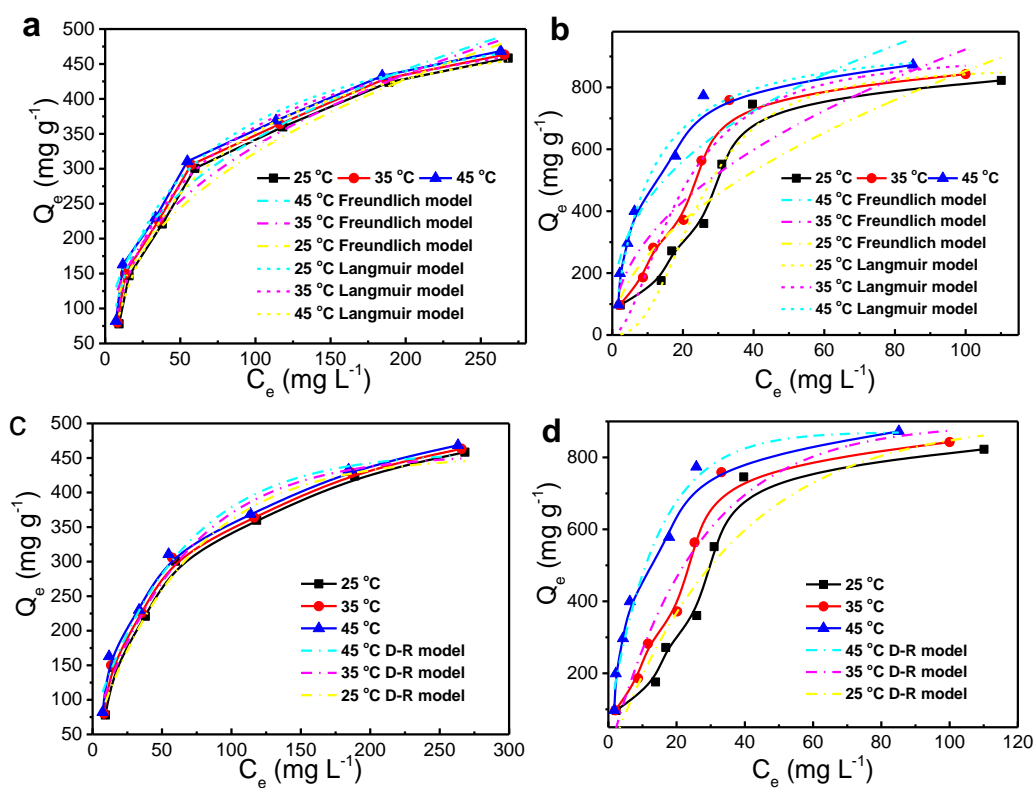 a
500
450
400
350
300
250
200
150
100
50
0 50 100 150 200 250
Qe (mg g-1)
Ce (mg L-1)
25 °C 35 °C 45 °C
45 °C Freundlich model
35 °C Freundlich model
25 °C Freundlich model
25 °C Langmuir model
35 °C Langmuir model
45 °C Langmuir model
b
800
600
400
200
0
0 20 40 60 80 100
Qe (mg g-1)
Ce (mg L-1)
25 °C 35 °C 45 °C
45 °C Freundlich model
35 °C Freundlich model
25 °C Freundlich model
25 °C Langmuir model
35 °C Langmuir model
45 °C Langmuir model
c
500
450
400
350
300
250
200
150
100
50
0 50 100 150 200 250 300
Qe (mg g-1)
Ce (mg L-1)
25 °C
35 °C
45 °C
45 °C D-R model
35 °C D-R model
25 °C D-R model
d
800
600
400
200
0 20 40 60 80 100 120
Qe (mg g-1)
Ce (mg L-1)
25 °C
35 °C
45 °C
45 °C D-R model
35 °C D-R model
25 °C D-R model